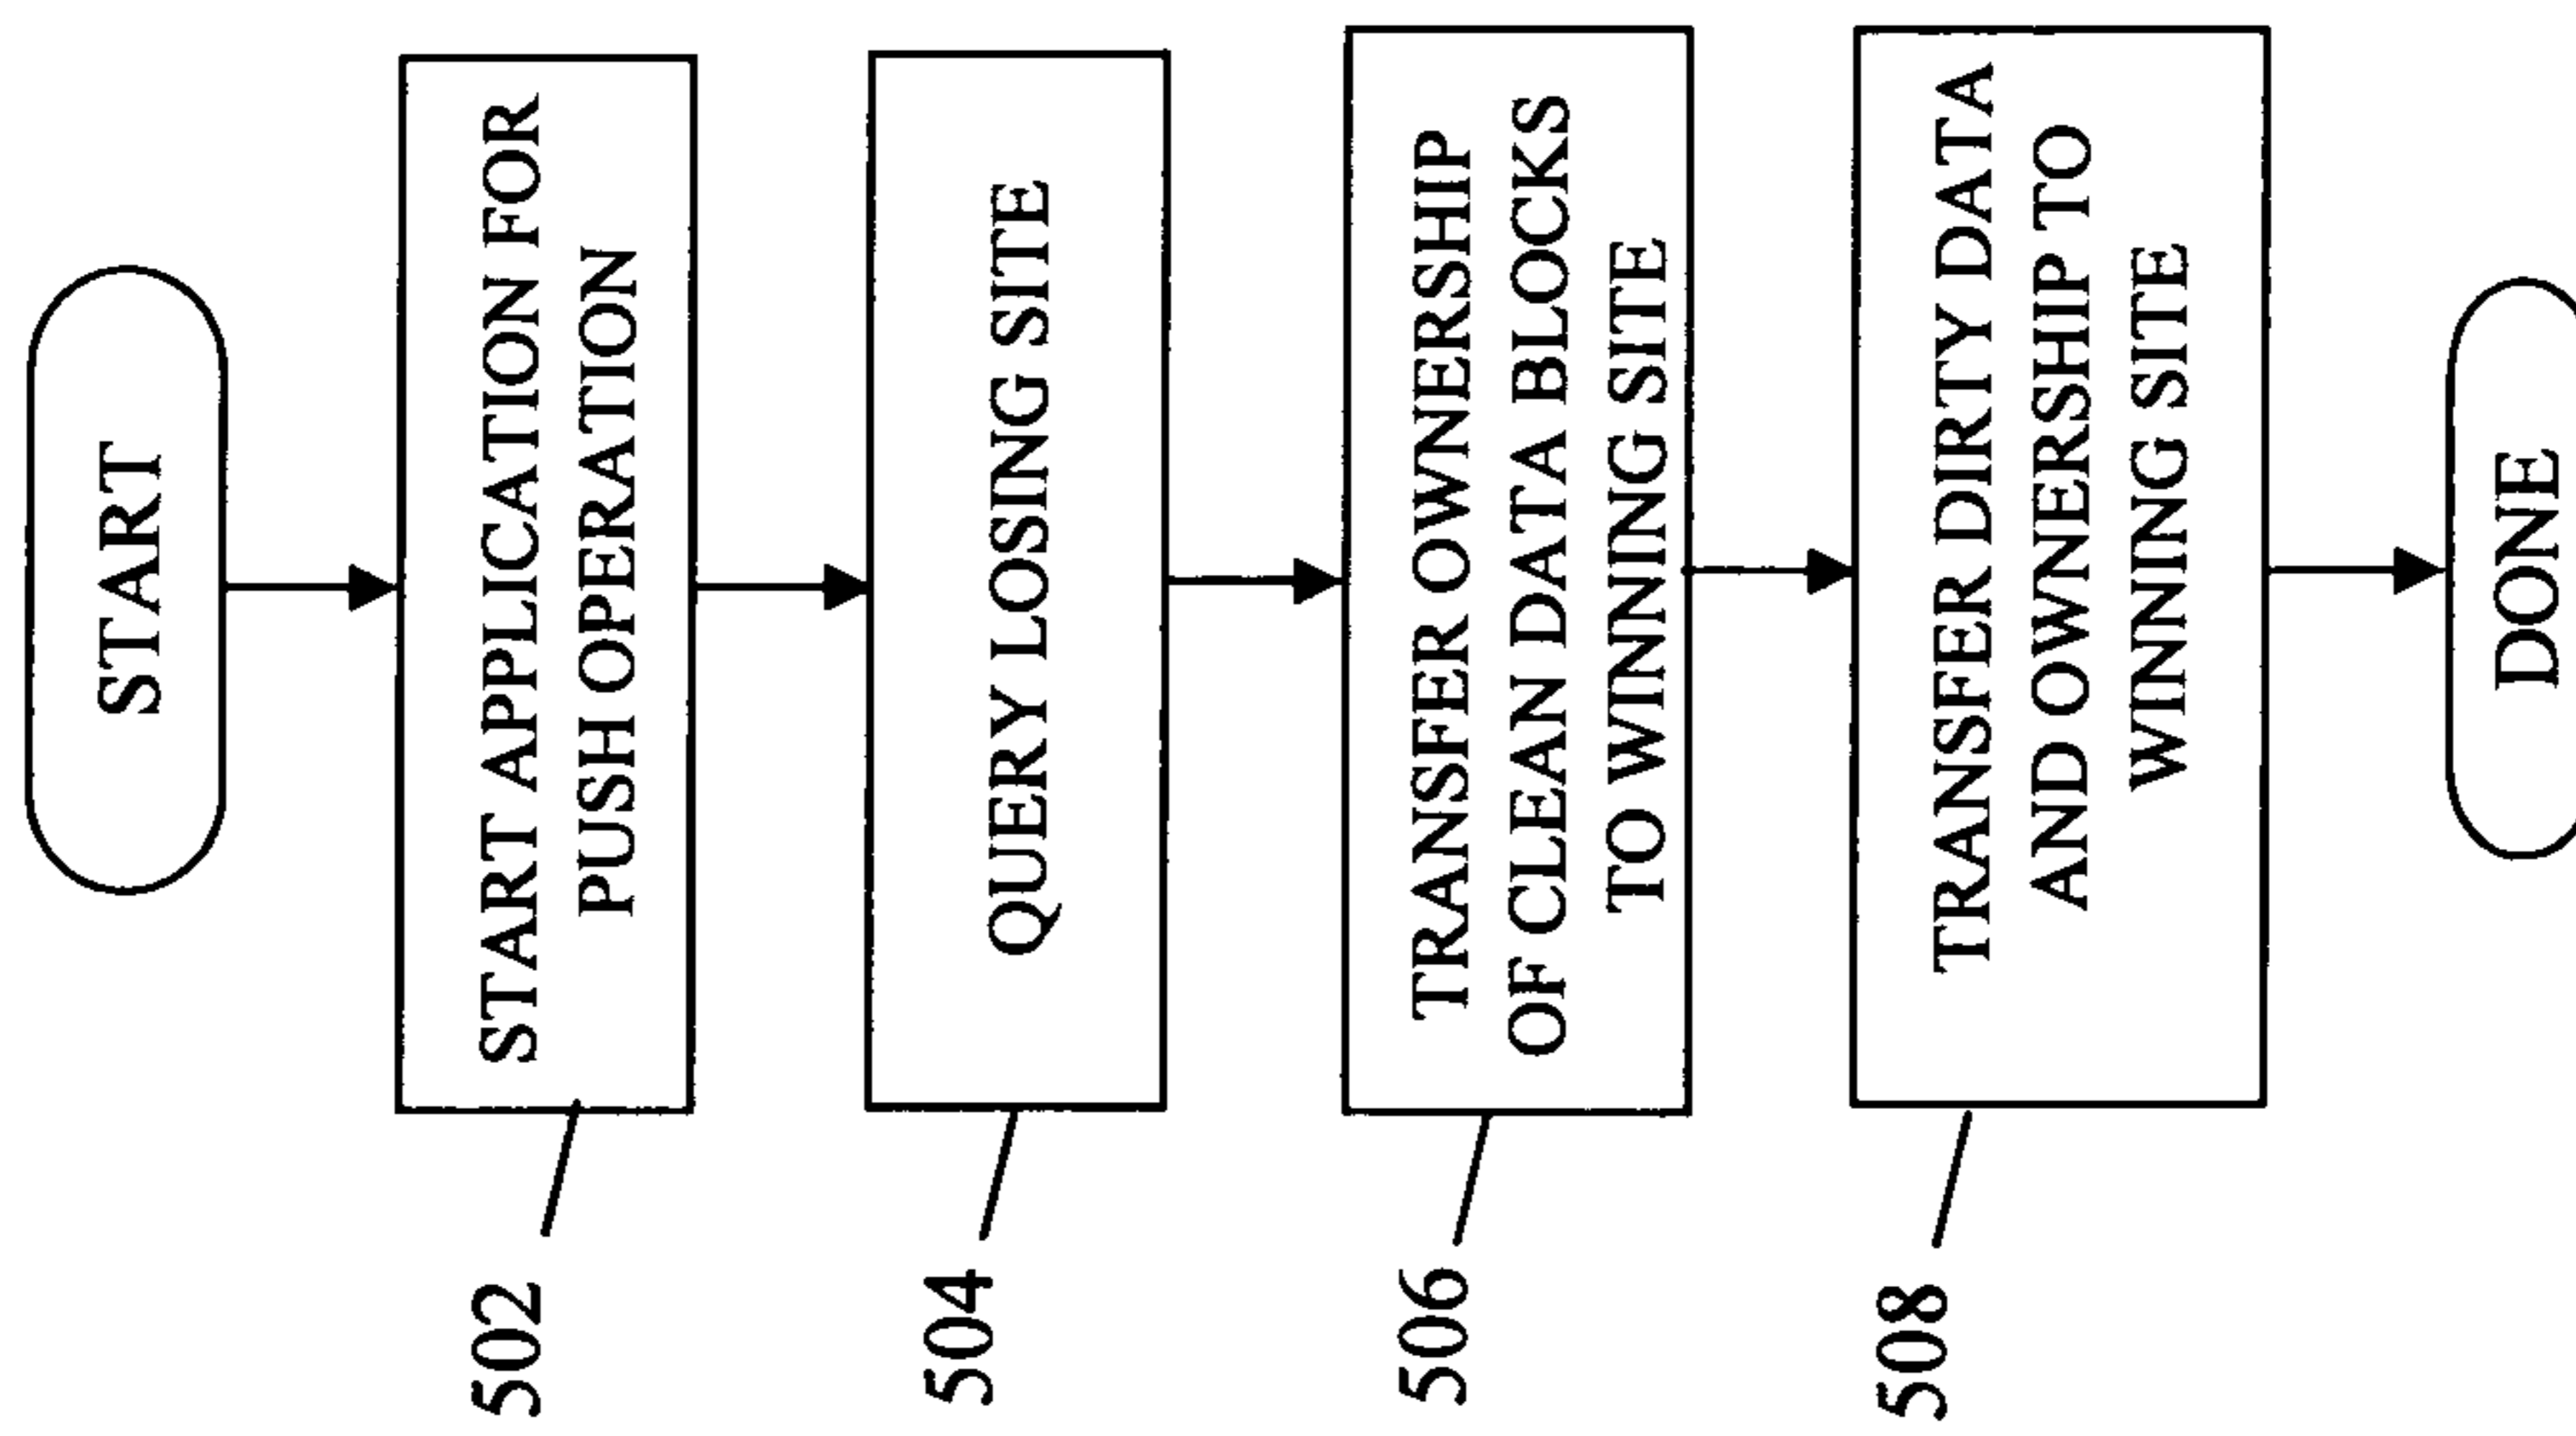 START
START APPLICATION FOR
PUSH OPERATION
502
QUERY LOSING SITE
504
TRANSFER OWNERSHIP
OF CLEAN DATA BLOCKS
TO WINNING SITE
506
TRANSFER DIRTY DATA
AND OWNERSHIP TO
WINNING SITE
508
DONE